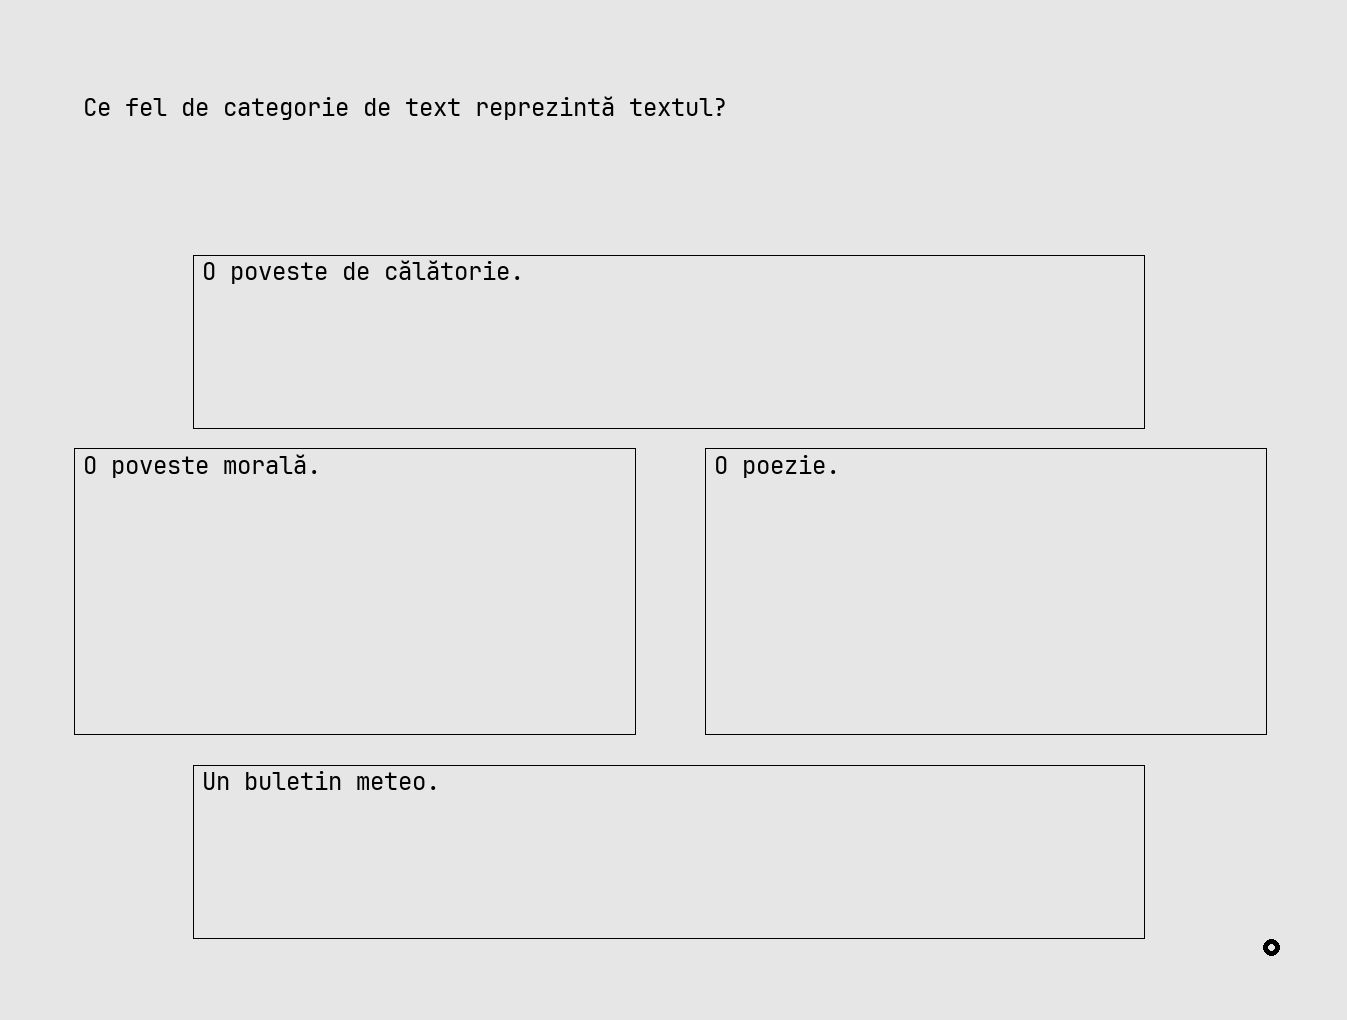 Ce fel de categorie de text reprezintă textul?
O poveste de călătorie.
O poveste morală.
O poezie.
Un buletin meteo.